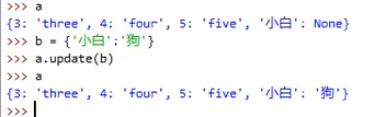 >>> a
{3: 'three', 4: 'four', 5: 'five', '小白': None}
>>> b = {'小白':'狗'}
>>> a.update(b)
>>> a
{3: 'three', 4: 'four', 5: 'five', '小白': '狗'}
>>>